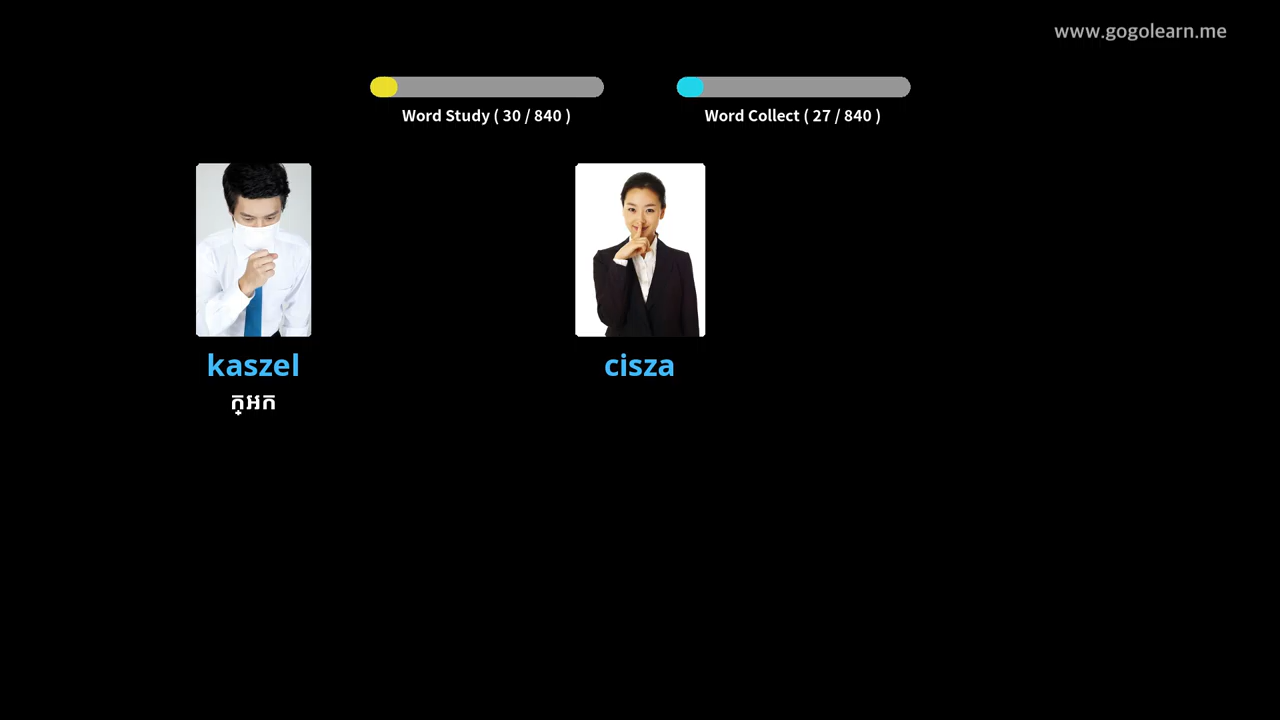 www.gogolearn.me
Word Study ( 30 / 840 )
Word Collect ( 27 / 840 )
kaszel
ក្អក
cisza